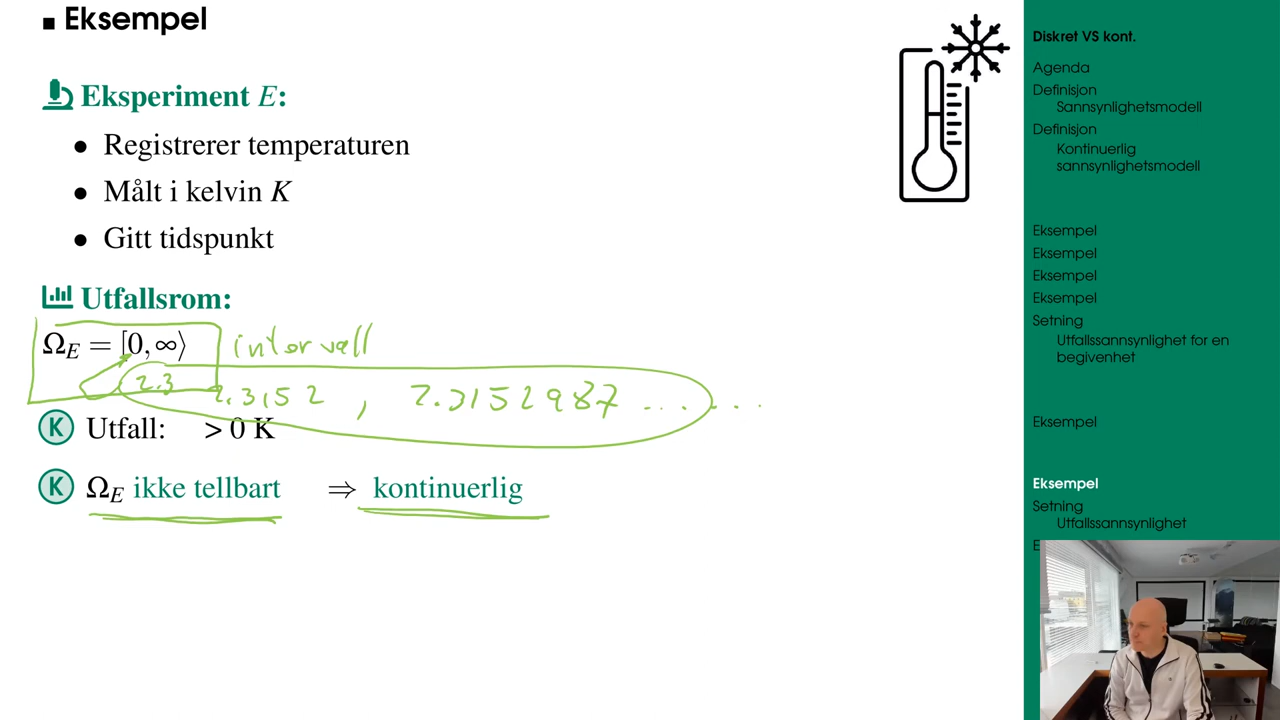 Eksempel
Eksperiment E:
Registrerer temperaturen
Målt i kelvin K
Gitt tidspunkt
Utfallsrom:
Ω_E = [0, ∞⟩ intervall
2.3 2.3152 , 2.3152987 ... ...
K Utfall: > 0 K
K Ω_E ikke tellbart ⇒ kontinuerlig
Diskret VS kont.
Agenda
Definisjon
Sannsynlighetsmodell
Definisjon
Kontinuerlig
sannsynlighetsmodell
Eksempel
Eksempel
Eksempel
Eksempel
Setning
Utfallssannsynlighet for en
begivenhet
Eksempel
Eksempel
Setning
Utfallssannsynlighet